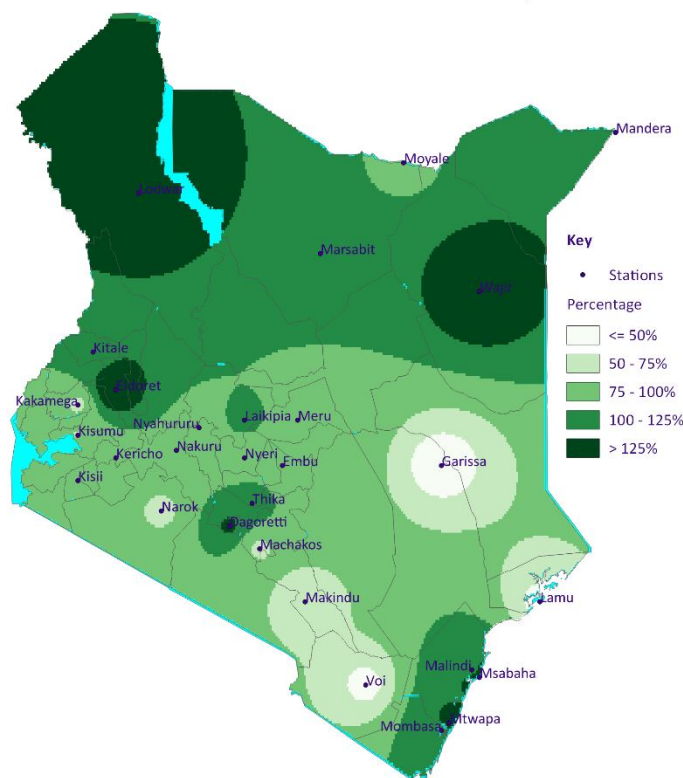 Mandera
Moyale
Lodwar
Marsabit
Wajir
Key
Stations
Percentage
<= 50%
50 - 75%
75 - 100%
100 - 125%
> 125%
Kitale
Eldoret
Kakamega
Kisumu
Nyahururu
Laikipia
Meru
Nakuru
Kericho
Nyeri
Embu
Garissa
Kisii
Narok
Thika
Dagoretti
Machakos
Makindu
Lamu
Voi
Malindi
Msabaha
Mtwapa
Mombasa